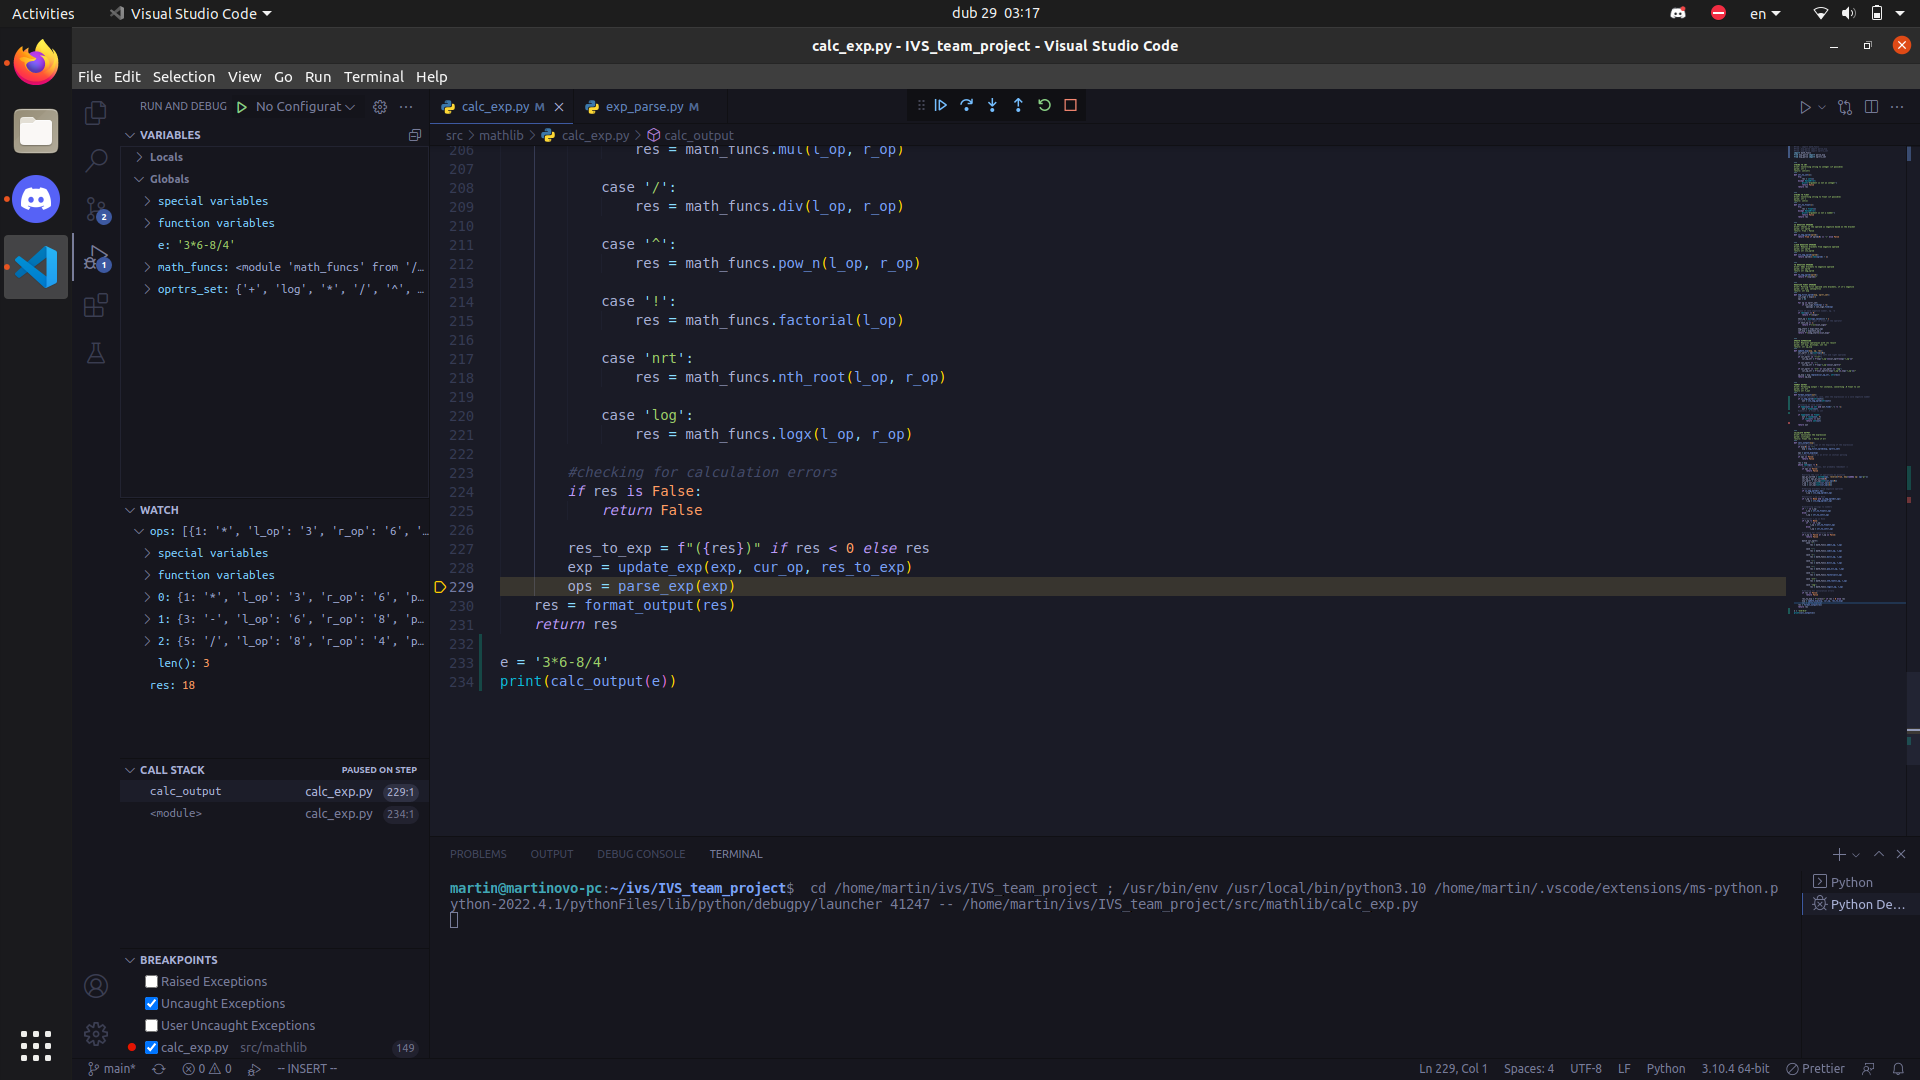 Activities
Visual Studio Code
dub 29 03:17
en
calc_exp.py - IVS_team_project - Visual Studio Code
File Edit Selection View Go Run Terminal Help
RUN AND DEBUG No Configurat
calc_exp.py M
exp_parse.py M
src > mathlib > calc_exp.py > calc_output
VARIABLES
Locals
Globals
special variables
function variables
e: '3*6-8/4'
math_funcs: <module 'math_funcs' from '/…
oprtrs_set: {'+', 'log', '*', '/', '^', …
2
1
WATCH
ops: [{1: '*', 'l_op': '3', 'r_op': '6', '…
special variables
function variables
0: {1: '*', 'l_op': '3', 'r_op': '6', 'p…
1: {3: '-', 'l_op': '6', 'r_op': '8', 'p…
2: {5: '/', 'l_op': '8', 'r_op': '4', 'p…
len(): 3
res: 18
CALL STACK PAUSED ON STEP
calc_output calc_exp.py 229:1
<module> calc_exp.py 234:1
BREAKPOINTS
Raised Exceptions
Uncaught Exceptions
User Uncaught Exceptions
calc_exp.py src/mathlib 149
206 res = math_funcs.mul(l_op, r_op)
207
208 case '/':
209 res = math_funcs.div(l_op, r_op)
210
211 case '^':
212 res = math_funcs.pow_n(l_op, r_op)
213
214 case '!':
215 res = math_funcs.factorial(l_op)
216
217 case 'nrt':
218 res = math_funcs.nth_root(l_op, r_op)
219
220 case 'log':
221 res = math_funcs.logx(l_op, r_op)
222
223 #checking for calculation errors
224 if res is False:
225 return False
226
227 res_to_exp = f"({res})" if res < 0 else res
228 exp = update_exp(exp, cur_op, res_to_exp)
229 ops = parse_exp(exp)
230 res = format_output(res)
231 return res
232
233 e = '3*6-8/4'
234 print(calc_output(e))
PROBLEMS OUTPUT DEBUG CONSOLE TERMINAL
martin@martinovo-pc:~/ivs/IVS_team_project$ cd /home/martin/ivs/IVS_team_project ; /usr/bin/env /usr/local/bin/python3.10 /home/martin/.vscode/extensions/ms-python.p
ython-2022.4.1/pythonFiles/lib/python/debugpy/launcher 41247 -- /home/martin/ivs/IVS_team_project/src/mathlib/calc_exp.py
Python
Python De…
main* 0 0 -- INSERT -- Ln 229, Col 1 Spaces: 4 UTF-8 LF Python 3.10.4 64-bit Prettier